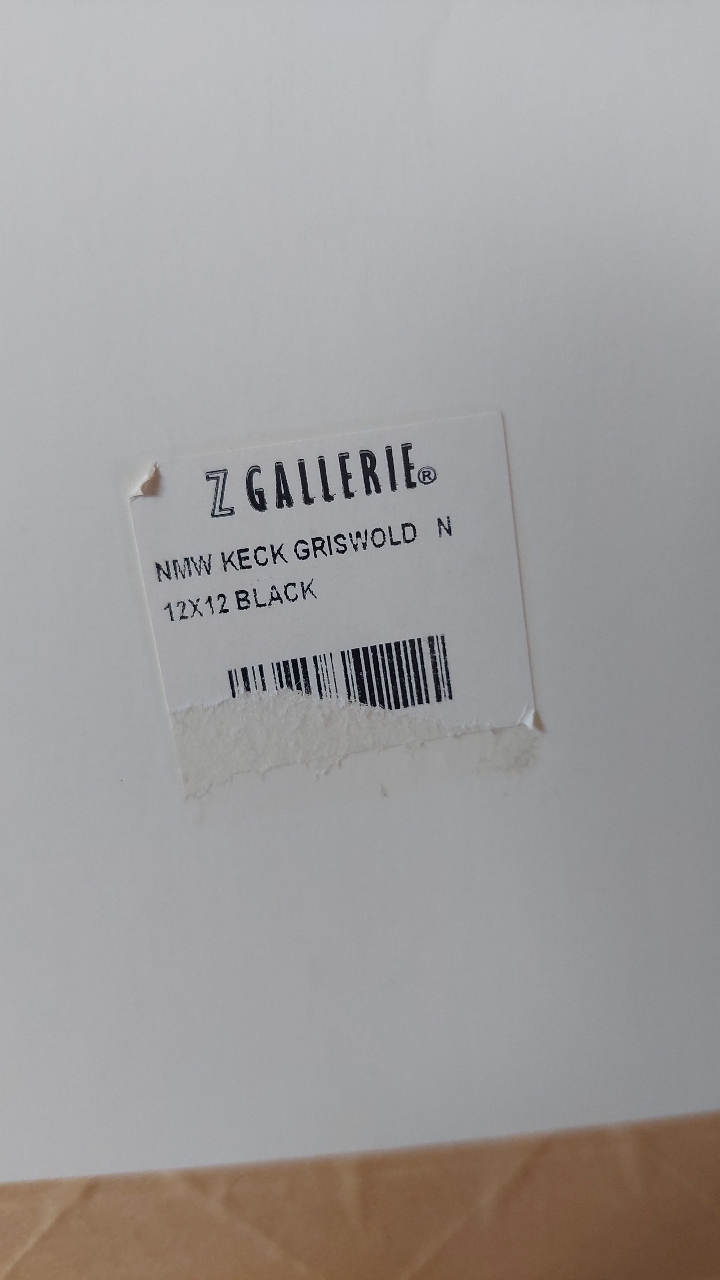 Z GALLERIE®
NMW KECK GRISWOLD N
12X12 BLACK